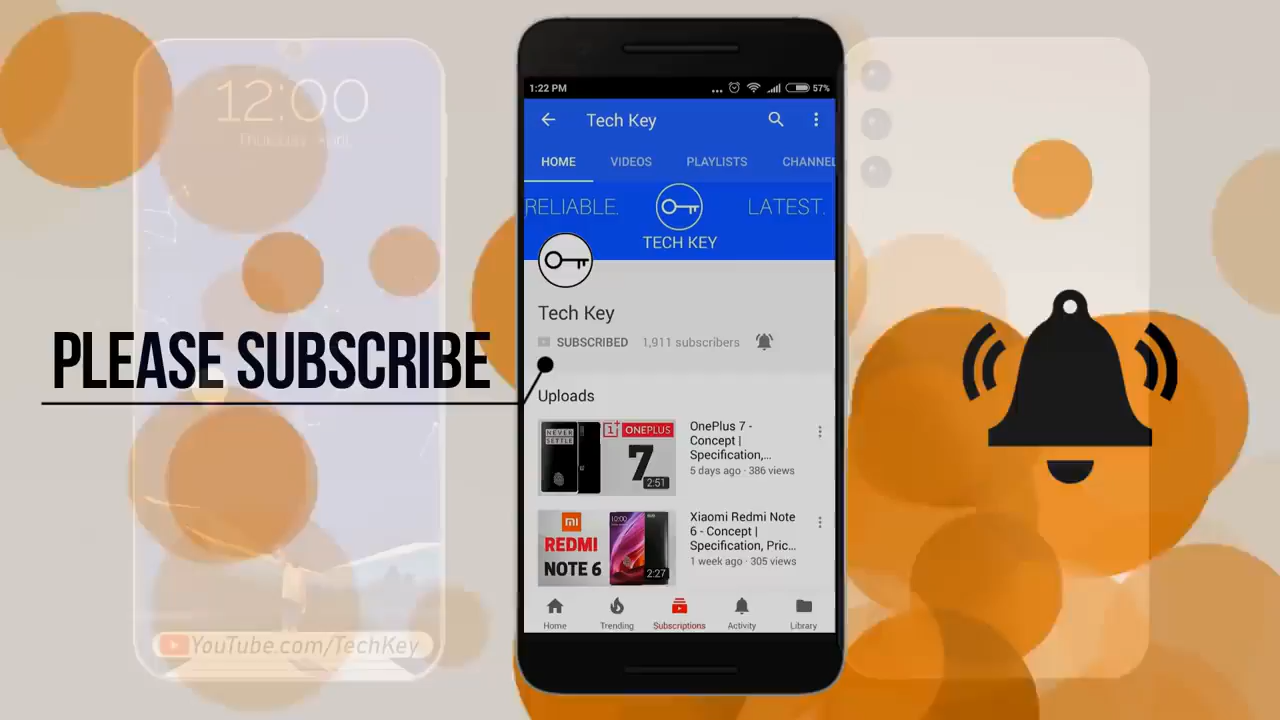 12:00
1:22 PM
57%
Tech Key
HOME
VIDEOS
PLAYLISTS
CHANNEL
RELIABLE.
LATEST.
TECH KEY
Tech Key
SUBSCRIBED
1,911 subscribers
PLEASE SUBSCRIBE
Uploads
NEVER
SETTLE
1+ ONEPLUS
7
2:51
OnePlus 7 -
Concept |
Specification,...
5 days ago · 386 views
mi
REDMI
NOTE 6
10:00
2:27
Xiaomi Redmi Note
6 - Concept |
Specification, Pric...
1 week ago · 305 views
Home
Trending
Subscriptions
Activity
Library
YouTube.com/TechKey